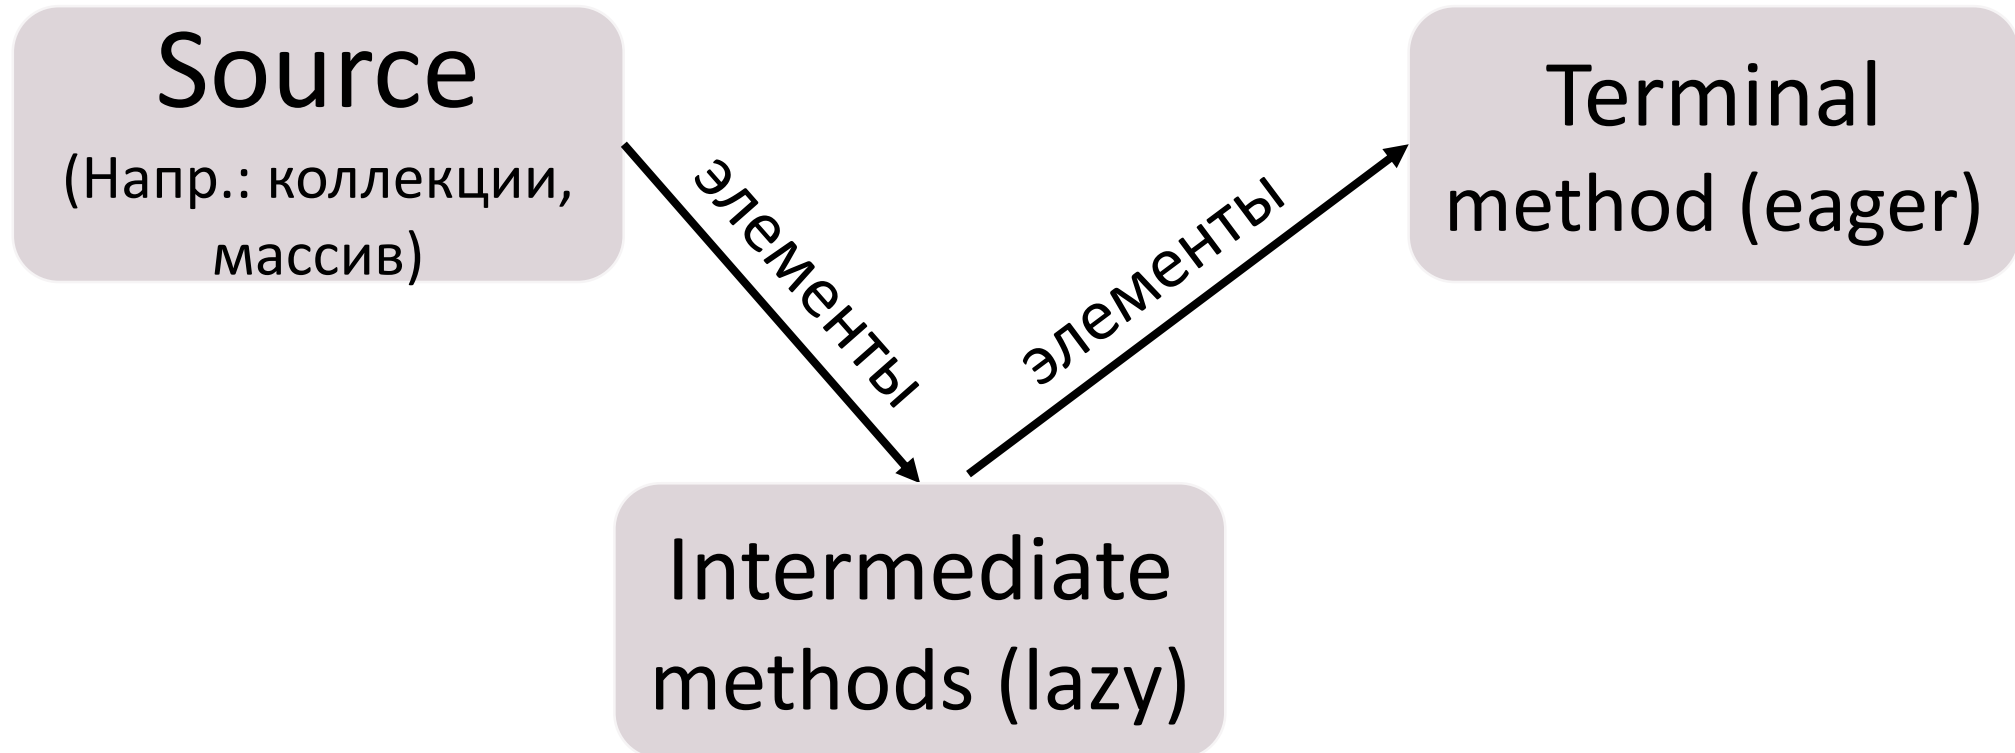 Source
(Напр.: коллекции,
массив)
элементы
элементы
Terminal
method (eager)
Intermediate
methods (lazy)